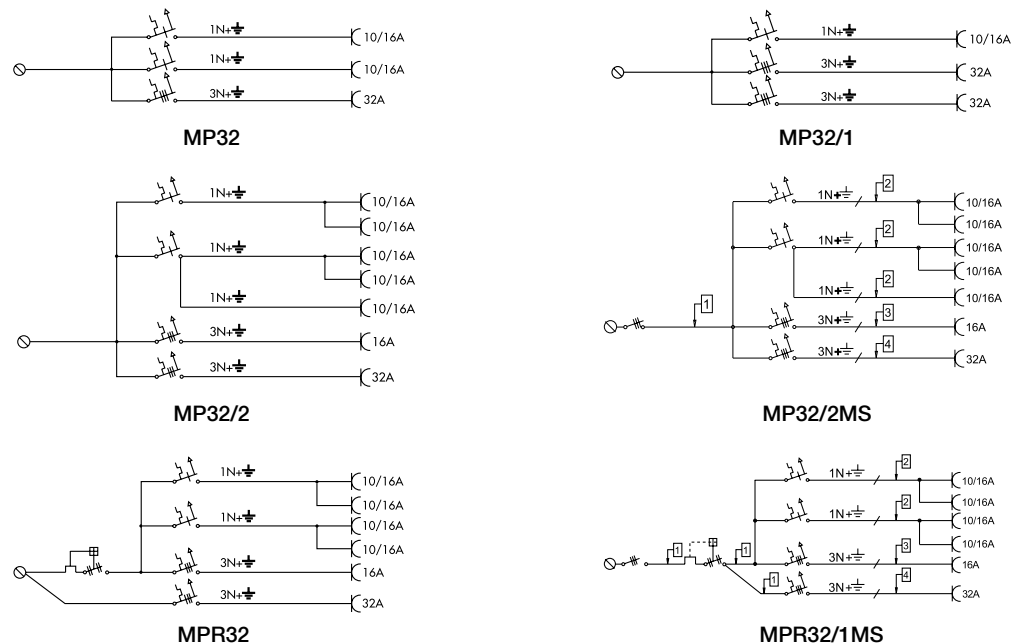 1N+ 10/16A
1N+ 10/16A
3N+ 32A
MP32
1N+ 10/16A
3N+ 32A
3N+ 32A
MP32/1
1N+ 10/16A
10/16A
1N+ 10/16A
10/16A
1N+ 10/16A
3N+ 16A
3N+ 32A
MP32/2
1N+ 2 10/16A
10/16A
1N+ 2 10/16A
10/16A
1N+ 2 10/16A
1 3N+ 3 16A
3N+ 4 32A
MP32/2MS
1N+ 10/16A
10/16A
1N+ 10/16A
10/16A
3N+ 16A
3N+ 32A
MPR32
1N+ 2 10/16A
10/16A
1N+ 2 10/16A
10/16A
1 1 3N+ 3 16A
1 3N+ 4 32A
MPR32/1MS